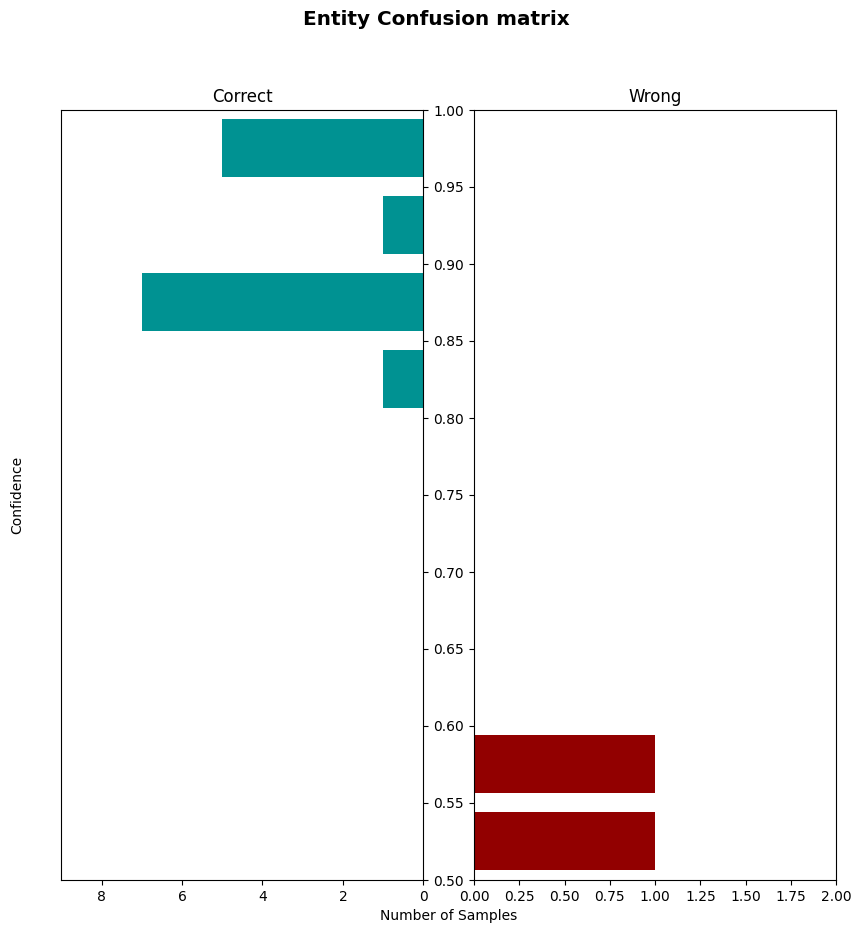 Entity Confusion matrix
Correct
Wrong
1.00
0.95
0.90
0.85
0.80
0.75
0.70
0.65
0.60
0.55
0.50
Confidence
8 6 4 2 0
0.00 0.25 0.50 0.75 1.00 1.25 1.50 1.75 2.00
Number of Samples